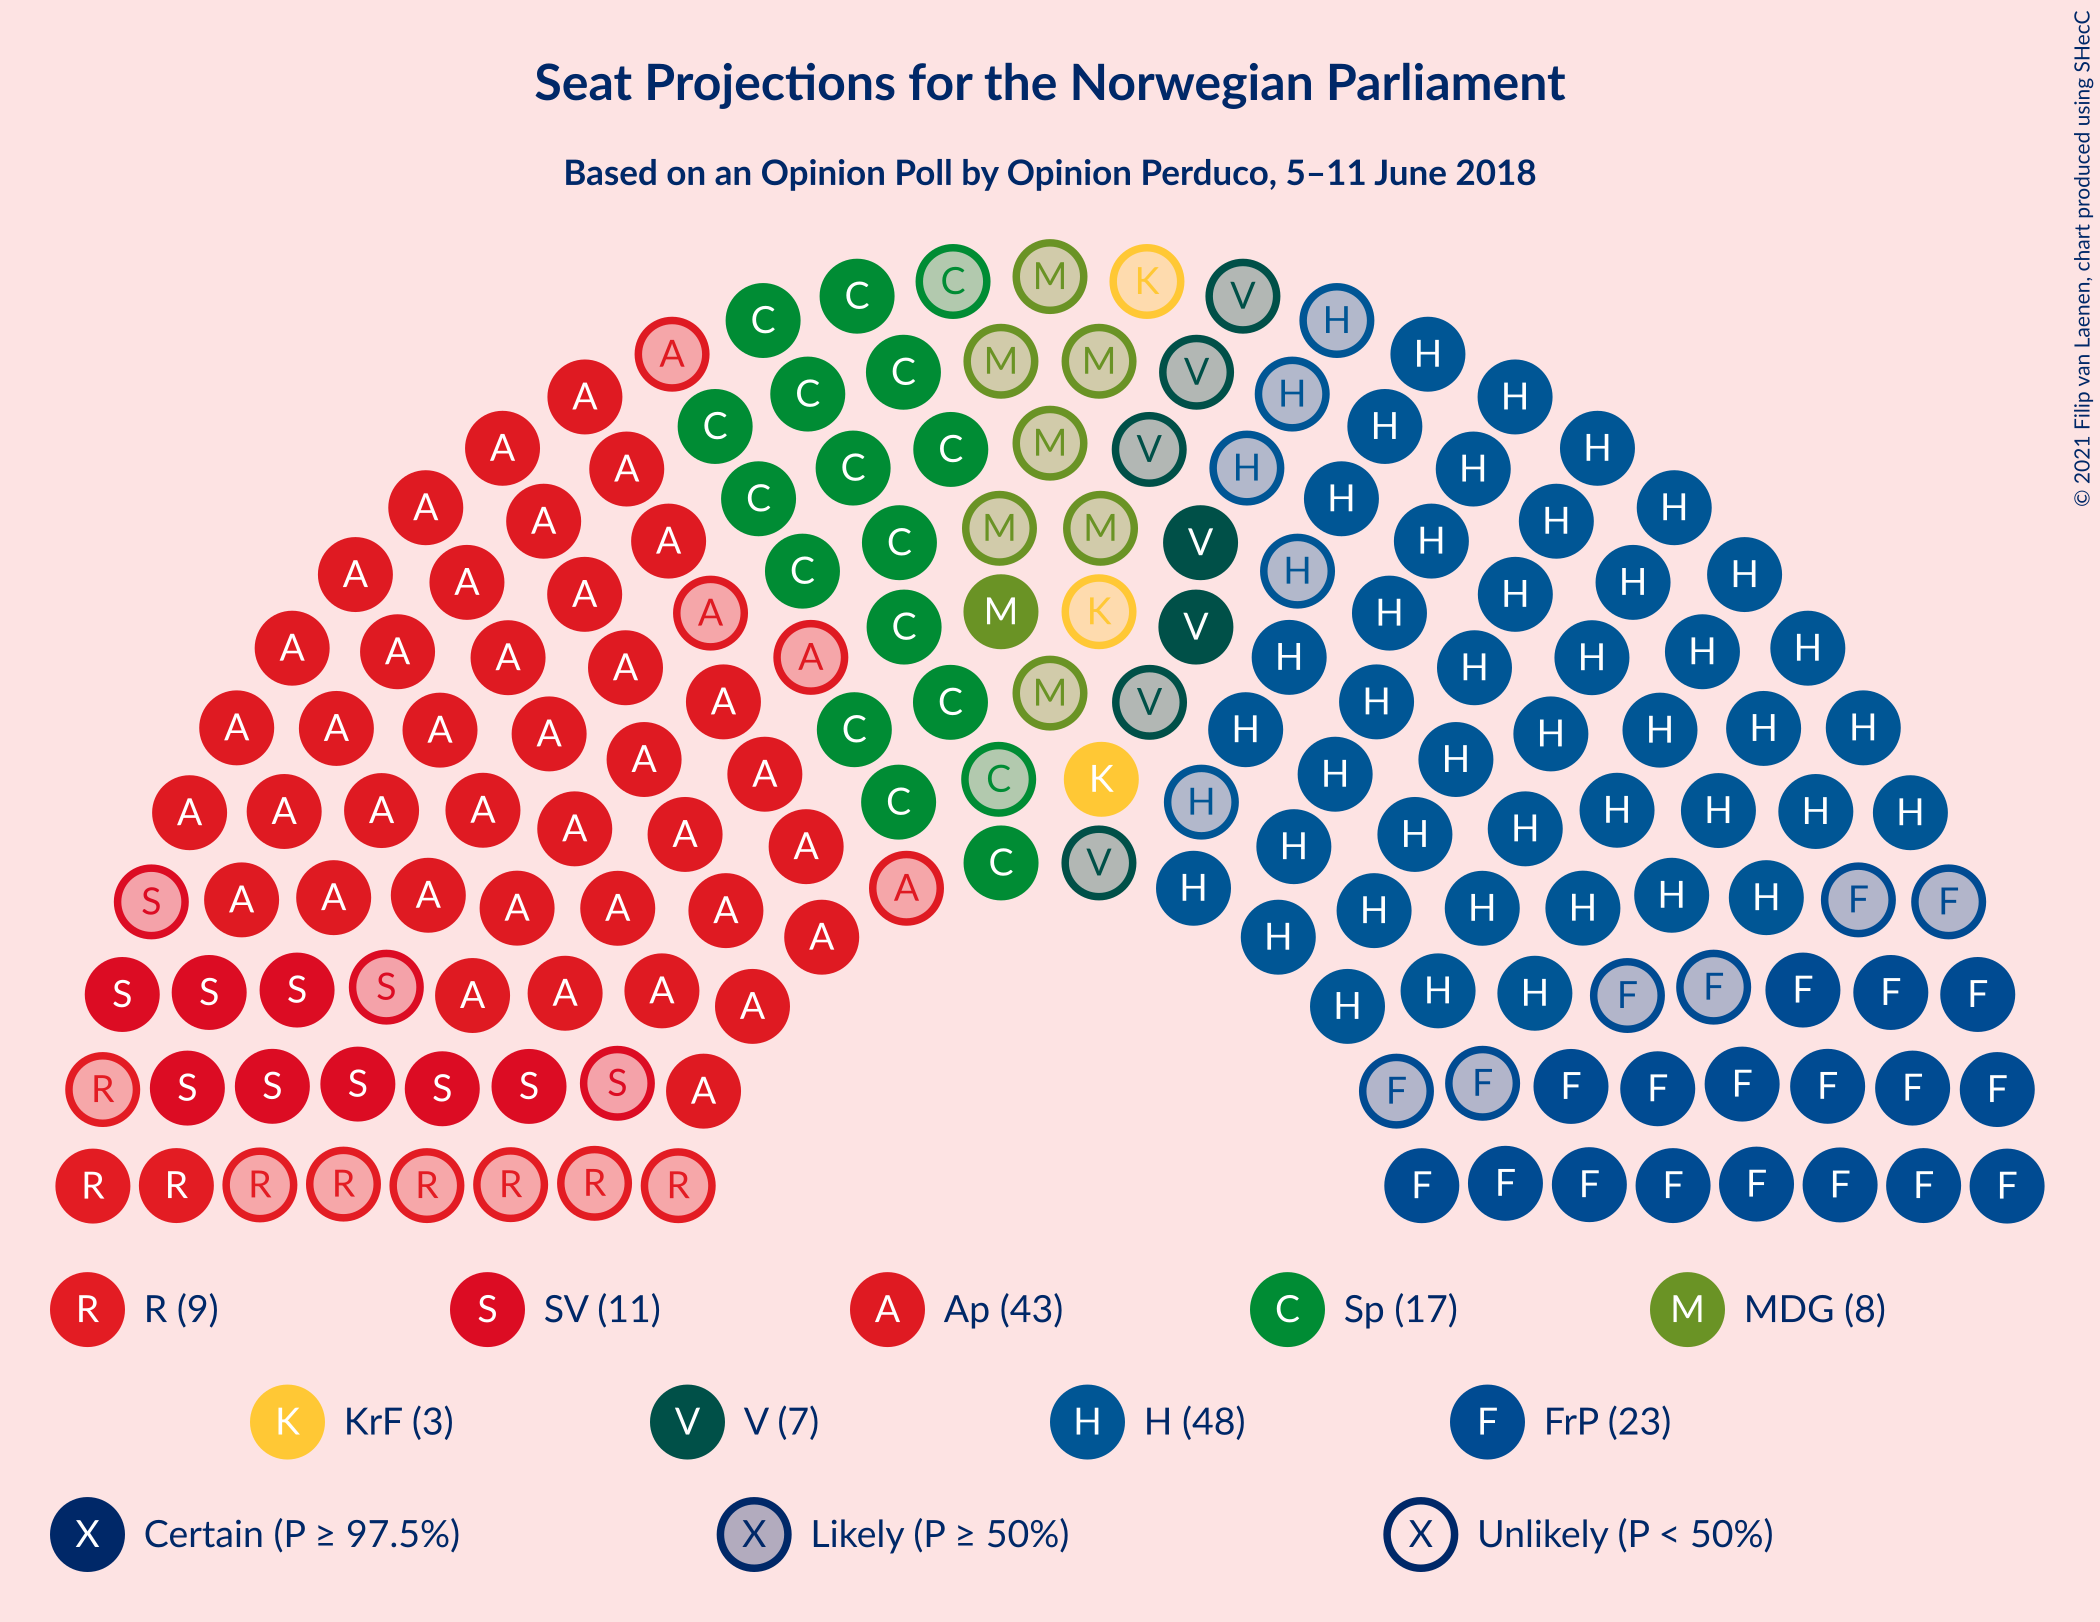 Seat Projections for the Norwegian Parliament
Based on an Opinion Poll by Opinion Perduco, 5–11 June 2018
© 2021 Filip van Laenen, chart produced using SHecC
C C C M K V H
A C C C M M V H H
A A C C C M V H H H
A A A C C C M M V H H H H
A A A A A C M K V H H H H H
A A A A A A C C M V H H H H H H
A A A A A A A C C K H H H H H H H H
A A A A A A A A C V H H H H H H H H
S A A A A A A A A H H H H H H F F
S S S S A A A A H H H F F F F F
R S S S S S S A F F F F F F F F
R R R R R R R R F F F F F F F F
R R (9) S SV (11) A Ap (43) C Sp (17) M MDG (8)
K KrF (3) V V (7) H H (48) F FrP (23)
X Certain (P ≥ 97.5%) X Likely (P ≥ 50%) X Unlikely (P < 50%)